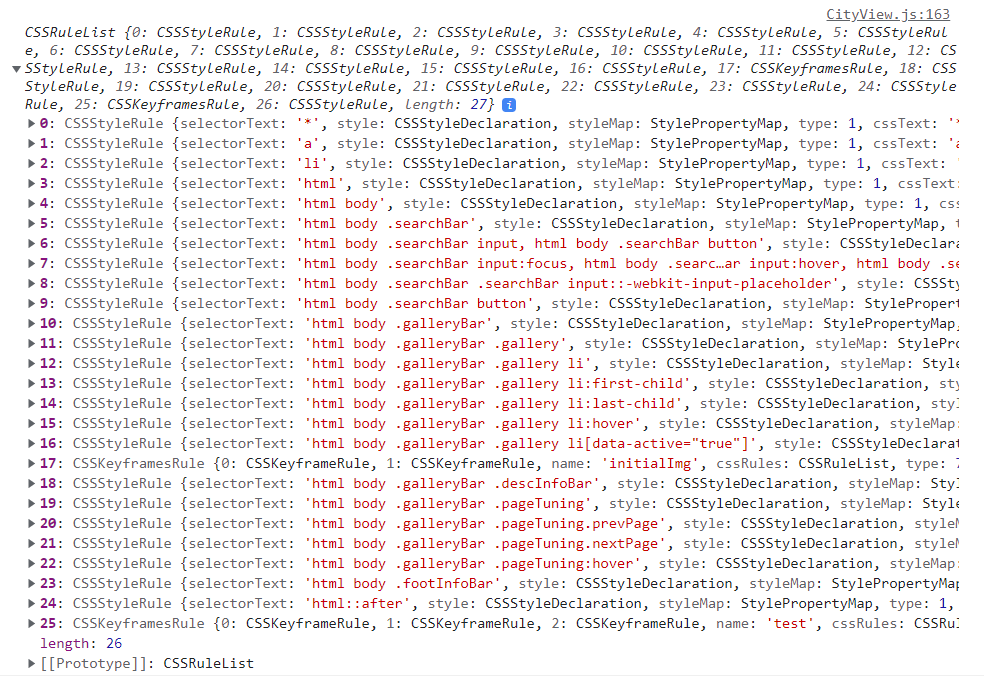 CityView.js:163
CSSRuleList {0: CSSStyleRule, 1: CSSStyleRule, 2: CSSStyleRule, 3: CSSStyleRule, 4: CSSStyleRule, 5: CSSStyleRul
e, 6: CSSStyleRule, 7: CSSStyleRule, 8: CSSStyleRule, 9: CSSStyleRule, 10: CSSStyleRule, 11: CSSStyleRule, 12: CS
SStyleRule, 13: CSSStyleRule, 14: CSSStyleRule, 15: CSSStyleRule, 16: CSSStyleRule, 17: CSSKeyframesRule, 18: CSS
StyleRule, 19: CSSStyleRule, 20: CSSStyleRule, 21: CSSStyleRule, 22: CSSStyleRule, 23: CSSStyleRule, 24: CSSStyle
Rule, 25: CSSKeyframesRule, 26: CSSStyleRule, length: 27} i
0: CSSStyleRule {selectorText: '*', style: CSSStyleDeclaration, styleMap: StylePropertyMap, type: 1, cssText: '*
1: CSSStyleRule {selectorText: 'a', style: CSSStyleDeclaration, styleMap: StylePropertyMap, type: 1, cssText: 'a
2: CSSStyleRule {selectorText: 'li', style: CSSStyleDeclaration, styleMap: StylePropertyMap, type: 1, cssText: '
3: CSSStyleRule {selectorText: 'html', style: CSSStyleDeclaration, styleMap: StylePropertyMap, type: 1, cssText:
4: CSSStyleRule {selectorText: 'html body', style: CSSStyleDeclaration, styleMap: StylePropertyMap, type: 1, css
5: CSSStyleRule {selectorText: 'html body .searchBar', style: CSSStyleDeclaration, styleMap: StylePropertyMap, t
6: CSSStyleRule {selectorText: 'html body .searchBar input, html body .searchBar button', style: CSSStyleDeclara
7: CSSStyleRule {selectorText: 'html body .searchBar input:focus, html body .searc…ar input:hover, html body .se
8: CSSStyleRule {selectorText: 'html body .searchBar .searchBar input::-webkit-input-placeholder', style: CSSSty
9: CSSStyleRule {selectorText: 'html body .searchBar button', style: CSSStyleDeclaration, styleMap: StylePropert
10: CSSStyleRule {selectorText: 'html body .galleryBar', style: CSSStyleDeclaration, styleMap: StylePropertyMap,
11: CSSStyleRule {selectorText: 'html body .galleryBar .gallery', style: CSSStyleDeclaration, styleMap: StylePro
12: CSSStyleRule {selectorText: 'html body .galleryBar .gallery li', style: CSSStyleDeclaration, styleMap: Style
13: CSSStyleRule {selectorText: 'html body .galleryBar .gallery li:first-child', style: CSSStyleDeclaration, sty
14: CSSStyleRule {selectorText: 'html body .galleryBar .gallery li:last-child', style: CSSStyleDeclaration, styl
15: CSSStyleRule {selectorText: 'html body .galleryBar .gallery li:hover', style: CSSStyleDeclaration, styleMap:
16: CSSStyleRule {selectorText: 'html body .galleryBar .gallery li[data-active="true"]', style: CSSStyleDeclarat
17: CSSKeyframesRule {0: CSSKeyframeRule, 1: CSSKeyframeRule, name: 'initialImg', cssRules: CSSRuleList, type: 7
18: CSSStyleRule {selectorText: 'html body .galleryBar .descInfoBar', style: CSSStyleDeclaration, styleMap: Styl
19: CSSStyleRule {selectorText: 'html body .galleryBar .pageTuning', style: CSSStyleDeclaration, styleMap: Style
20: CSSStyleRule {selectorText: 'html body .galleryBar .pageTuning.prevPage', style: CSSStyleDeclaration, styleM
21: CSSStyleRule {selectorText: 'html body .galleryBar .pageTuning.nextPage', style: CSSStyleDeclaration, styleM
22: CSSStyleRule {selectorText: 'html body .galleryBar .pageTuning:hover', style: CSSStyleDeclaration, styleMap:
23: CSSStyleRule {selectorText: 'html body .footInfoBar', style: CSSStyleDeclaration, styleMap: StylePropertyMap
24: CSSStyleRule {selectorText: 'html::after', style: CSSStyleDeclaration, styleMap: StylePropertyMap, type: 1,
25: CSSKeyframesRule {0: CSSKeyframeRule, 1: CSSKeyframeRule, 2: CSSKeyframeRule, name: 'test', cssRules: CSSRul
length: 26
[[Prototype]]: CSSRuleList